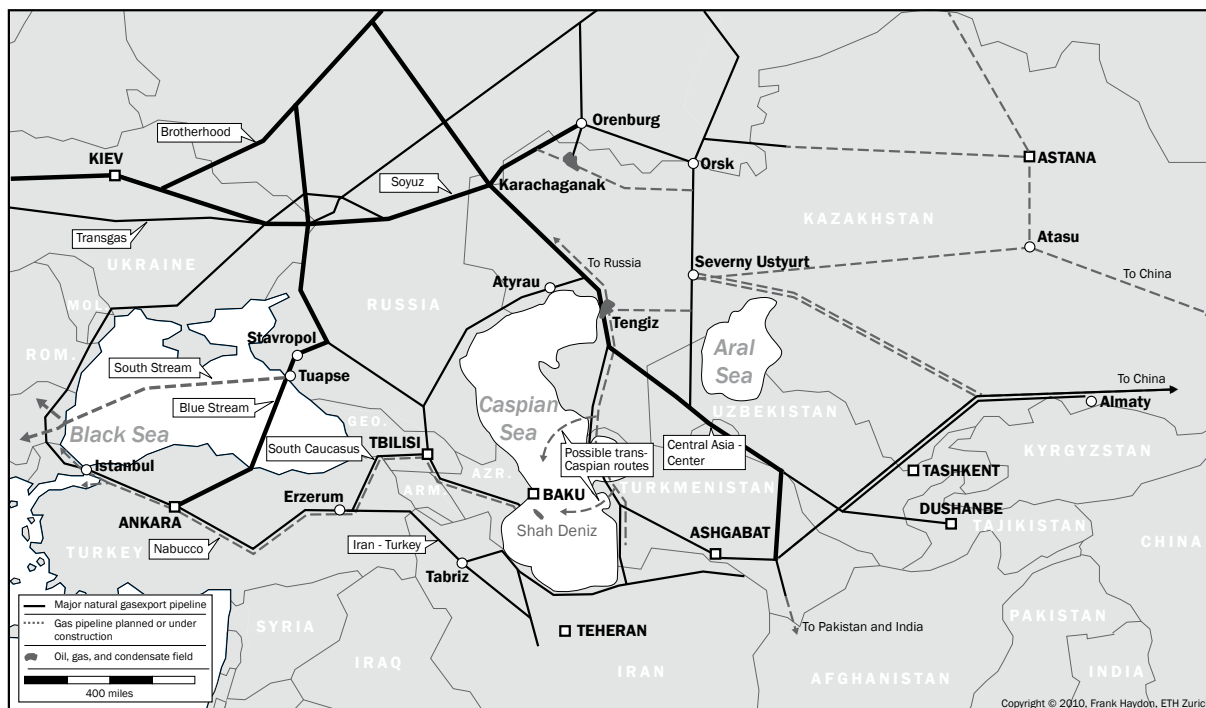 Orenburg
Brotherhood
KIEV
Orsk
ASTANA
Soyuz
Karachaganak
KAZAKHSTAN
Transgas
Atasu
UKRAINE
To Russia
Severny Ustyurt
To China
Atyrau
MOL.
RUSSIA
Tengiz
Stavropol
ROM.
Aral
Sea
South Stream
Tuapse
To China
Blue Stream
Caspian
Sea
Almaty
UZBEKISTAN
GEO.
Black Sea
South Caucasus
TBILISI
Central Asia -
Center
KYRGYZSTAN
Possible trans-
Caspian routes
Istanbul
AZR.
TASHKENT
ARM.
TURKMENISTAN
Erzerum
BAKU
DUSHANBE
ANKARA
TAJIKISTAN
Shah Deniz
ASHGABAT
CHINA
TURKEY
Nabucco
Iran - Turkey
Tabriz
Major natural gasexport pipeline
Gas pipeline planned or under
construction
Oil, gas, and condensate field
400 miles
SYRIA
TEHERAN
To Pakistan and India
PAKISTAN
IRAQ
IRAN
AFGHANISTAN
INDIA
Copyright © 2010, Frank Haydon, ETH Zurich